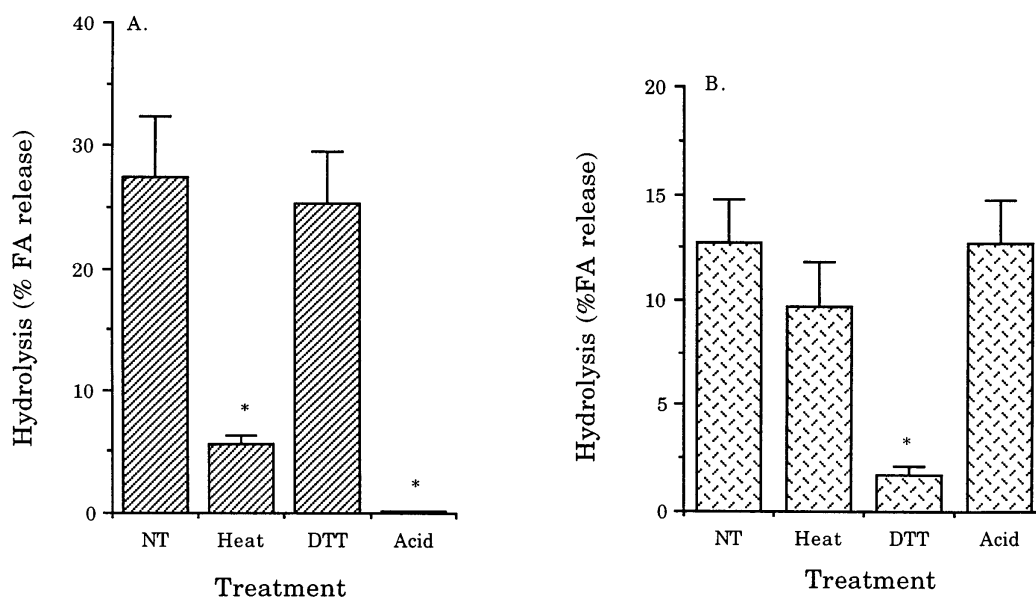 A.
Hydrolysis (% FA release)
40
30
20
10
0
*
*
NT Heat DTT Acid
Treatment
B.
Hydrolysis (%FA release)
20
15
10
5
0
*
NT Heat DTT Acid
Treatment